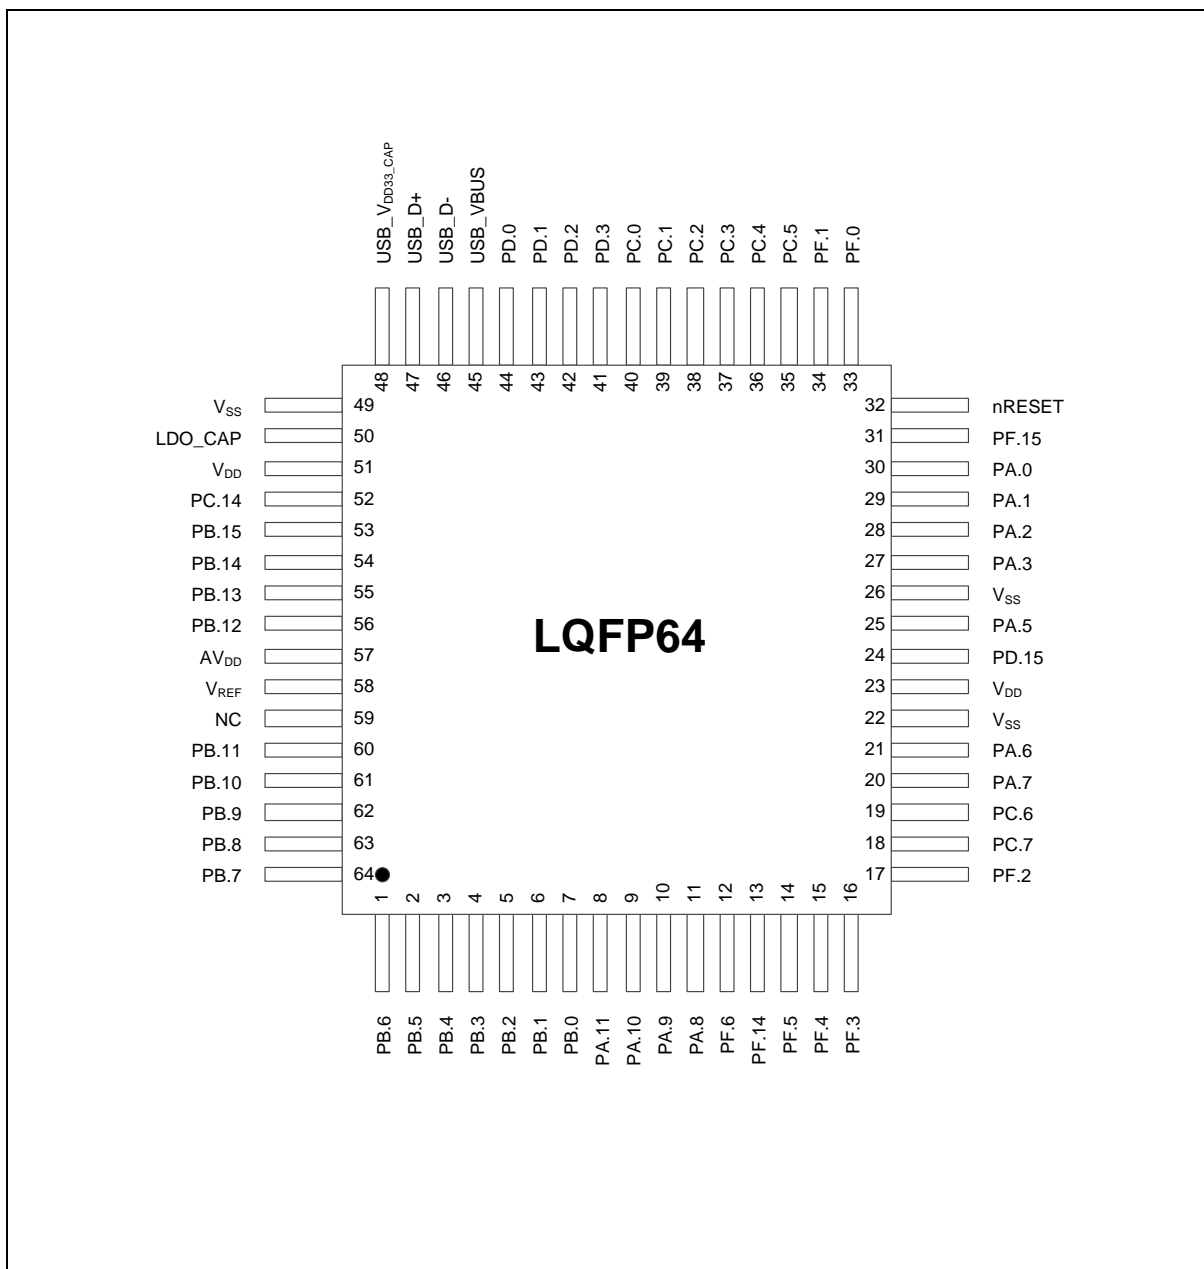 USB_VDD33_CAP
USB_D+
USB_D-
USB_VBUS
PD.0
PD.1
PD.2
PD.3
PC.0
PC.1
PC.2
PC.3
PC.4
PC.5
PF.1
PF.0
48
47
46
45
44
43
42
41
40
39
38
37
36
35
34
33
VSS 49
LDO_CAP 50
VDD 51
PC.14 52
PB.15 53
PB.14 54
PB.13 55
PB.12 56
AVDD 57
VREF 58
NC 59
PB.11 60
PB.10 61
PB.9 62
PB.8 63
PB.7 64
LQFP64
32 nRESET
31 PF.15
30 PA.0
29 PA.1
28 PA.2
27 PA.3
26 VSS
25 PA.5
24 PD.15
23 VDD
22 VSS
21 PA.6
20 PA.7
19 PC.6
18 PC.7
17 PF.2
1
2
3
4
5
6
7
8
9
10
11
12
13
14
15
16
PB.6
PB.5
PB.4
PB.3
PB.2
PB.1
PB.0
PA.11
PA.10
PA.9
PA.8
PF.6
PF.14
PF.5
PF.4
PF.3